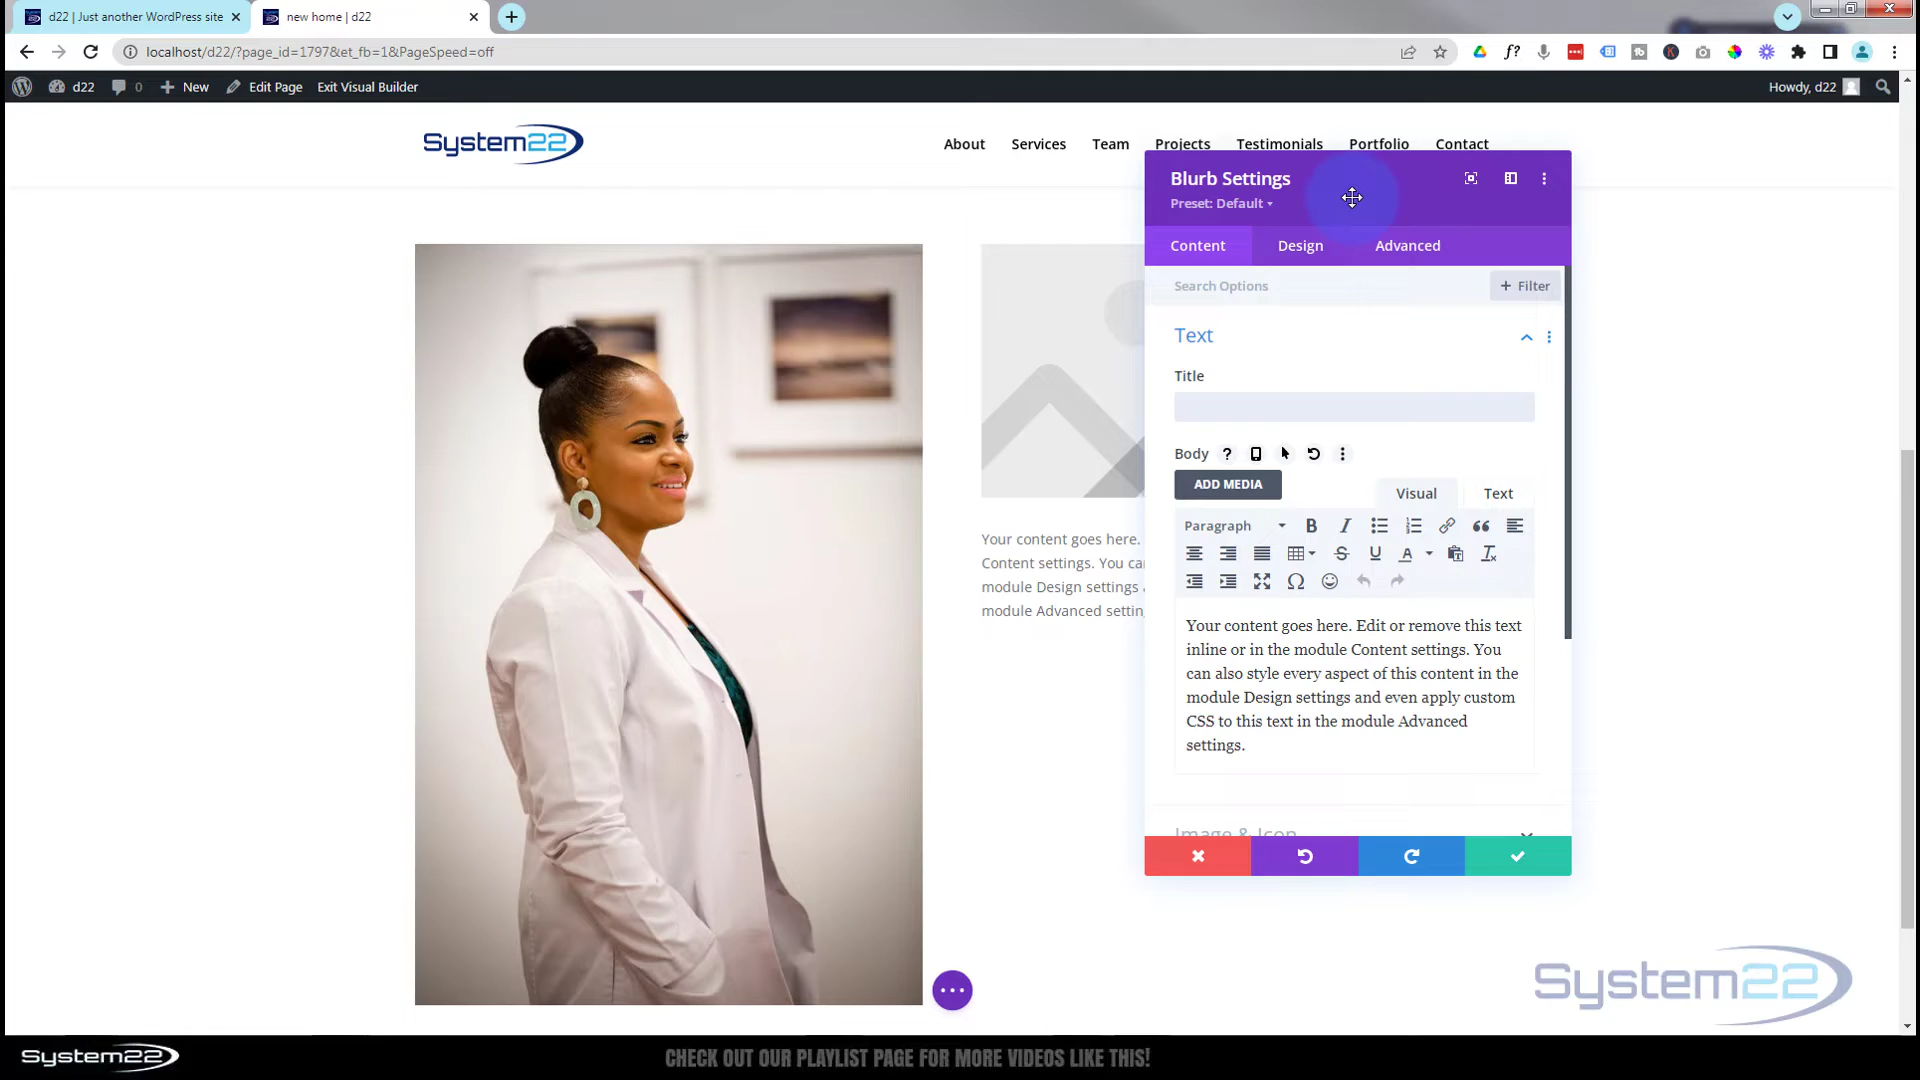 d22 | Just another WordPress site
new home | d22
localhost/d22/?page_id=1797&et_fb=1&PageSpeed=off
d22
0
New
Edit Page
Exit Visual Builder
Howdy, d22
System22
About
Services
Team
Projects
Testimonials
Portfolio
Contact
Blurb Settings
Preset: Default
Content
Design
Advanced
Search Options
+ Filter
Text
Title
Body
ADD MEDIA
Visual
Text
Paragraph
Your content goes here. Edit or remove this text
inline or in the module Content settings. You
can also style every aspect of this content in the
module Design settings and even apply custom
CSS to this text in the module Advanced
settings.
Image & Icon
Your content goes here.
Content settings. You
module Design settings
module Advanced
System22
System22
CHECK OUT OUR PLAYLIST PAGE FOR MORE VIDEOS LIKE THIS!